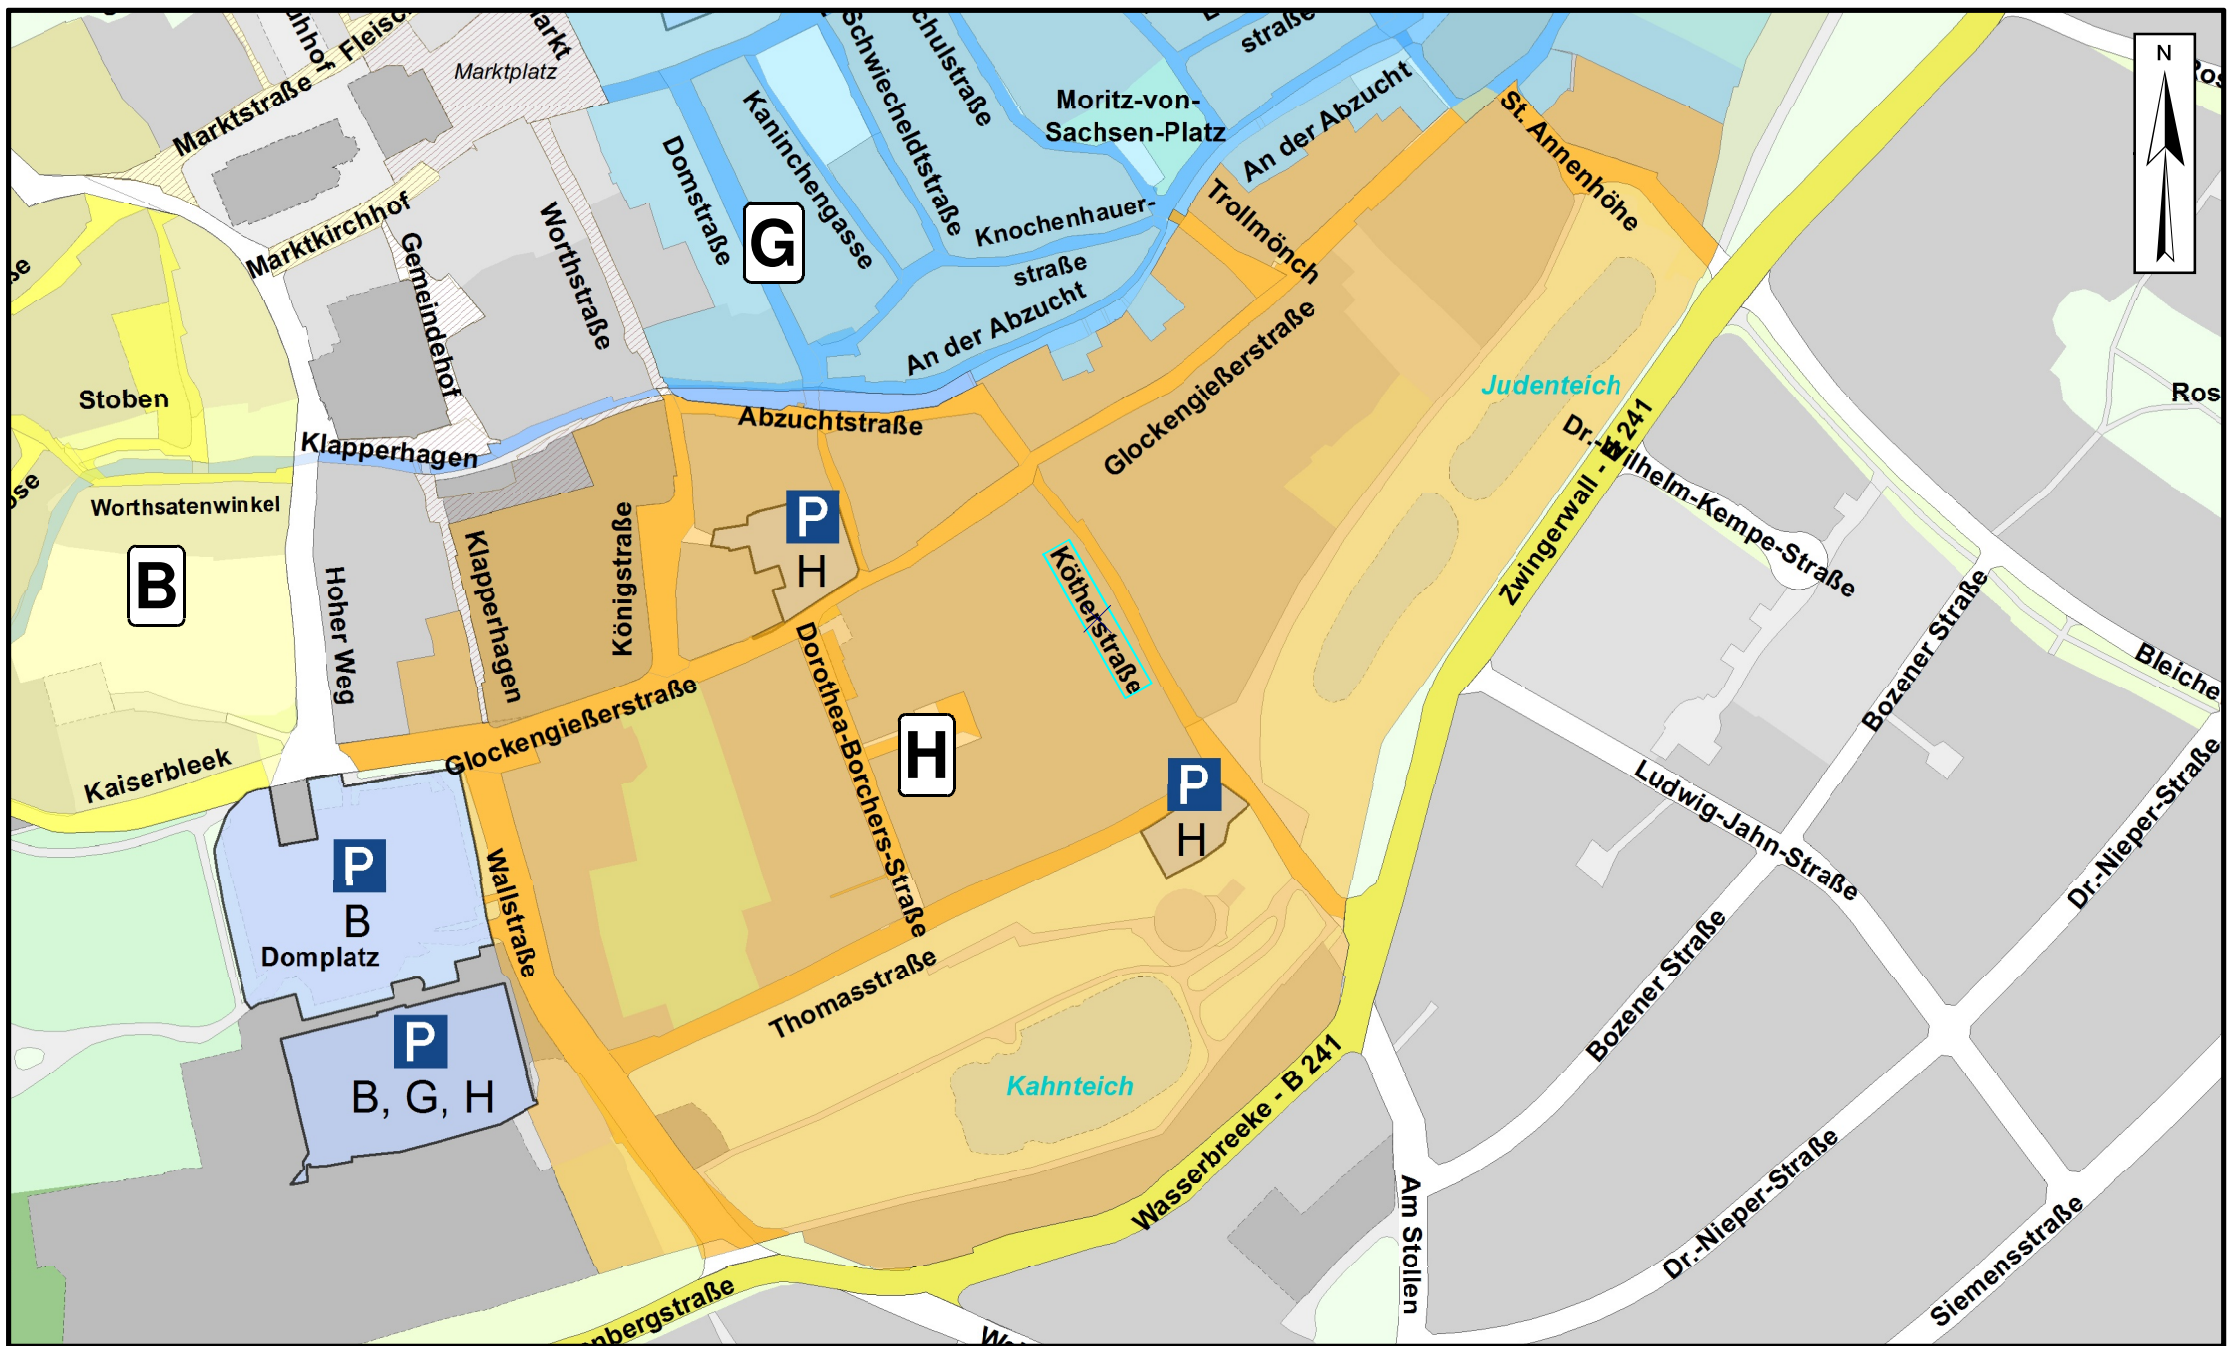 Marktstraße
Marktplatz
N
Marktkirchhof
Gemeindehof
Worthstraße
Domstraße
Kaninchengasse
Schwiecheldtstraße
Moritz-von-
Sachsen-Platz
straße
An der Abzucht
St. Annenhöhe
Trollmönch
Knochenhauer-
straße
An der Abzucht
G
Glockengießerstraße
Judenteich
Stoben
Klapperhagen
Abzuchtstraße
Worthsatenwinkel
B
Hoher Weg
Klapperhagen
Königstraße
P
H
Kötherstraße
Zwingerwall - B 241
Dr.-Wilhelm-Kempe-Straße
Bozener Straße
Bleiche
Kaiserbleek
Glockengießerstraße
Dorothea-Borchers-Straße
H
P
H
Ludwig-Jahn-Straße
Dr.-Nieper-Straße
P
B
Domplatz
Wallstraße
Thomasstraße
Bozener Straße
P
B, G, H
Kahnteich
Wasserbreeke - B 241
Am Stollen
Dr.-Nieper-Straße
Siemensstraße
nbergstraße